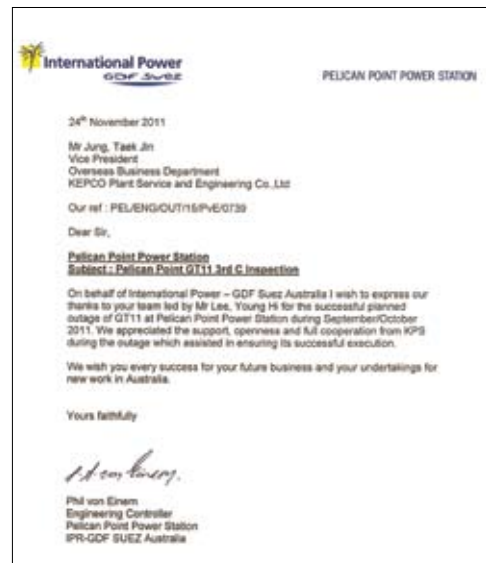 International Power
GDF SUEZ
PELICAN POINT POWER STATION
24th November 2011
Mr Jung, Taek Jin
Vice President
Overseas Business Department
KEPCO Plant Service and Engineering Co.,Ltd
Our ref : PEL/ENG/OUT/15/PvE/0739
Dear Sir,
Pelican Point Power Station
Subject : Pelican Point GT11 3rd C Inspection
On behalf of International Power – GDF Suez Australia I wish to express our
thanks to your team led by Mr Lee, Young Hi for the successful planned
outage of GT11 at Pelican Point Power Station during September/October
2011. We appreciated the support, openness and full cooperation from KPS
during the outage which assisted in ensuring its successful execution.
We wish you every success for your future business and your undertakings for
new work in Australia.
Yours faithfully
Phil von Einem
Engineering Controller
Pelican Point Power Station
IPR-GDF SUEZ Australia